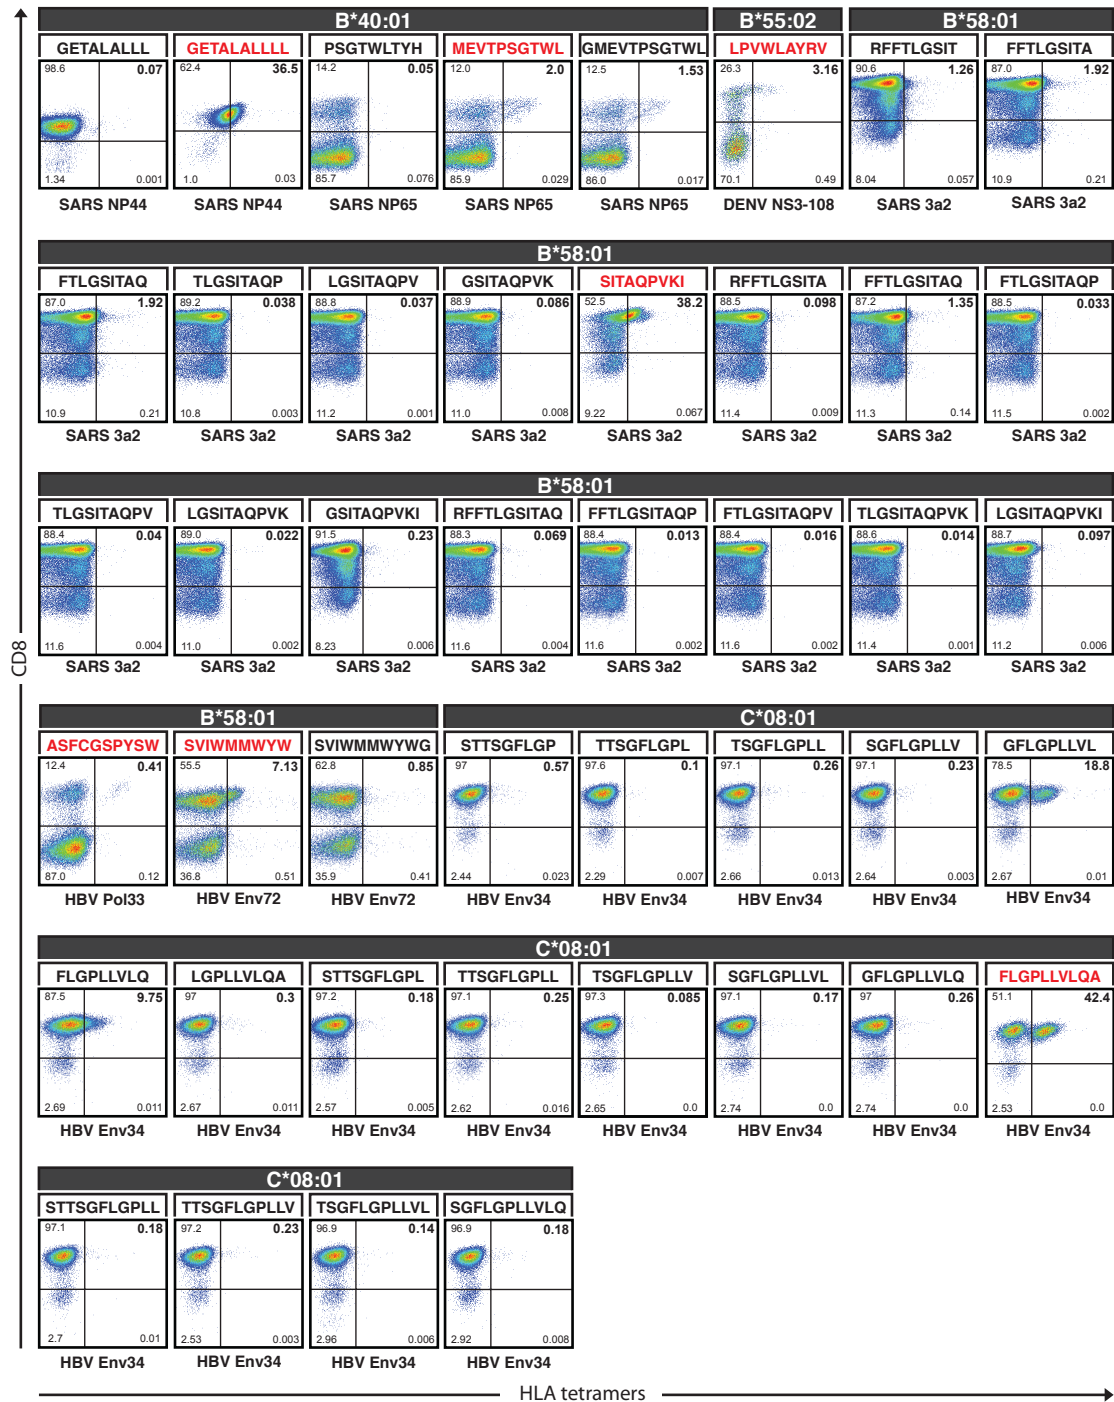 B*40:01 B*55:02 B*58:01
GETALALLL GETALALLLL PSGTWLTYH MEVTPSGTWL GMEVTPSGTWL LPVWLAYRV RFFTLGSIT FFTLGSITA
98.6 0.07 62.4 36.5 14.2 0.05 12.0 2.0 12.5 1.53 26.3 3.16 90.6 1.26 87.0 1.92
1.34 0.001 1.0 0.03 85.7 0.076 85.9 0.029 86.0 0.017 70.1 0.49 8.04 0.057 10.9 0.21
SARS NP44 SARS NP44 SARS NP65 SARS NP65 SARS NP65 DENV NS3-108 SARS 3a2 SARS 3a2
B*58:01
FTLGSITAQ TLGSITAQP LGSITAQPV GSITAQPVK SITAQPVKI RFFTLGSITA FFTLGSITAQ FTLGSITAQP
87.0 1.92 89.2 0.038 88.8 0.037 88.9 0.086 52.5 38.2 88.5 0.098 87.2 1.35 88.5 0.033
10.9 0.21 10.8 0.003 11.2 0.001 11.0 0.008 9.22 0.067 11.4 0.009 11.3 0.14 11.5 0.002
SARS 3a2 SARS 3a2 SARS 3a2 SARS 3a2 SARS 3a2 SARS 3a2 SARS 3a2 SARS 3a2
B*58:01
TLGSITAQPV LGSITAQPVK GSITAQPVKI RFFTLGSITAQ FFTLGSITAQP FTLGSITAQPV TLGSITAQPVK LGSITAQPVKI
88.4 0.04 89.0 0.022 91.5 0.23 88.3 0.069 88.4 0.013 88.4 0.016 88.6 0.014 88.7 0.097
11.6 0.004 11.0 0.002 8.23 0.006 11.6 0.004 11.6 0.002 11.6 0.002 11.4 0.001 11.2 0.006
SARS 3a2 SARS 3a2 SARS 3a2 SARS 3a2 SARS 3a2 SARS 3a2 SARS 3a2 SARS 3a2
CD8
B*58:01 C*08:01
ASFCGSPYSW SVIWMMWYW SVIWMMWYWG STTSGFLGP TTSGFLGPL TSGFLGPLL SGFLGPLLV GFLGPLLVL
12.4 0.41 55.5 7.13 62.8 0.85 97 0.57 97.6 0.1 97.1 0.26 97.1 0.23 78.5 18.8
87.0 0.12 36.8 0.51 35.9 0.41 2.44 0.023 2.29 0.007 2.66 0.013 2.64 0.003 2.67 0.01
HBV Pol33 HBV Env72 HBV Env72 HBV Env34 HBV Env34 HBV Env34 HBV Env34 HBV Env34
C*08:01
FLGPLLVLQ LGPLLVLQA STTSGFLGPL TTSGFLGPLL TSGFLGPLLV SGFLGPLLVL GFLGPLLVLQ FLGPLLVLQA
87.5 9.75 97 0.3 97.2 0.18 97.1 0.25 97.3 0.085 97.1 0.17 97 0.26 51.1 42.4
2.69 0.011 2.67 0.011 2.57 0.005 2.62 0.016 2.65 0.0 2.74 0.0 2.74 0.0 2.53 0.0
HBV Env34 HBV Env34 HBV Env34 HBV Env34 HBV Env34 HBV Env34 HBV Env34 HBV Env34
C*08:01
STTSGFLGPLL TTSGFLGPLLV TSGFLGPLLVL SGFLGPLLVLQ
97.1 0.18 97.2 0.23 96.9 0.14 96.9 0.18
2.7 0.01 2.53 0.003 2.96 0.006 2.92 0.008
HBV Env34 HBV Env34 HBV Env34 HBV Env34
HLA tetramers